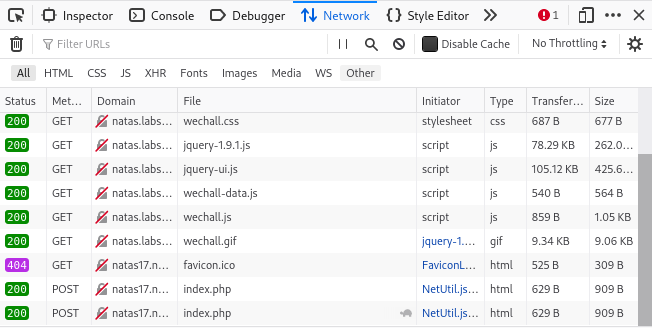 Inspector Console Debugger Network Style Editor 1
Filter URLs Disable Cache No Throttling
All HTML CSS JS XHR Fonts Images Media WS Other
Status Met... Domain File Initiator Type Transfer... Size
200 GET natas.labs... wechall.css stylesheet css 687 B 677 B
200 GET natas.labs... jquery-1.9.1.js script js 78.29 KB 262.0...
200 GET natas.labs... jquery-ui.js script js 105.12 KB 425.6...
200 GET natas.labs... wechall-data.js script js 540 B 564 B
200 GET natas.labs... wechall.js script js 859 B 1.05 KB
200 GET natas.labs... wechall.gif jquery-1.... gif 9.34 KB 9.06 KB
404 GET natas17.n... favicon.ico FaviconL... html 525 B 309 B
200 POST natas17.n... index.php NetUtil.js... html 629 B 909 B
200 POST natas17.n... index.php NetUtil.js... html 629 B 909 B